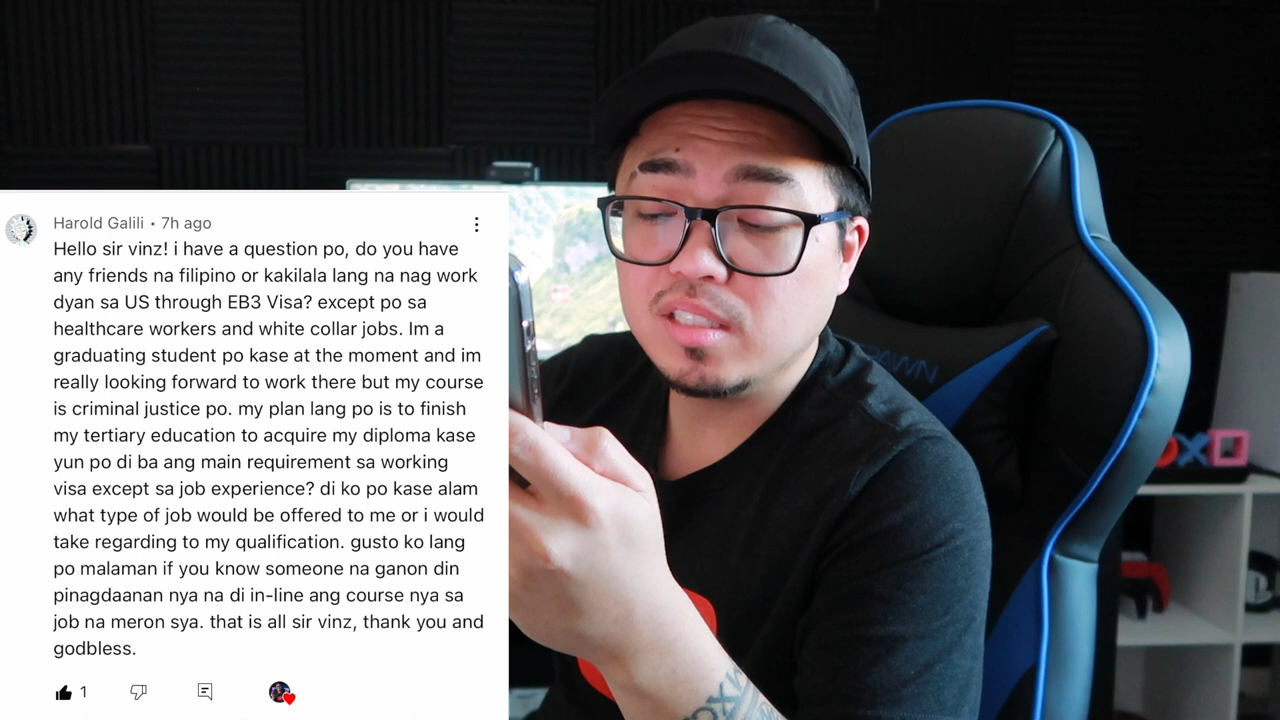 Harold Galili • 7h ago
Hello sir vinz! i have a question po, do you have
any friends na filipino or kakilala lang na nag work
dyan sa US through EB3 Visa? except po sa
healthcare workers and white collar jobs. Im a
graduating student po kase at the moment and im
really looking forward to work there but my course
is criminal justice po. my plan lang po is to finish
my tertiary education to acquire my diploma kase
yun po di ba ang main requirement sa working
visa except sa job experience? di ko po kase alam
what type of job would be offered to me or i would
take regarding to my qualification. gusto ko lang
po malaman if you know someone na ganon din
pinagdaanan nya na di in-line ang course nya sa
job na meron sya. that is all sir vinz, thank you and
godbless.
1